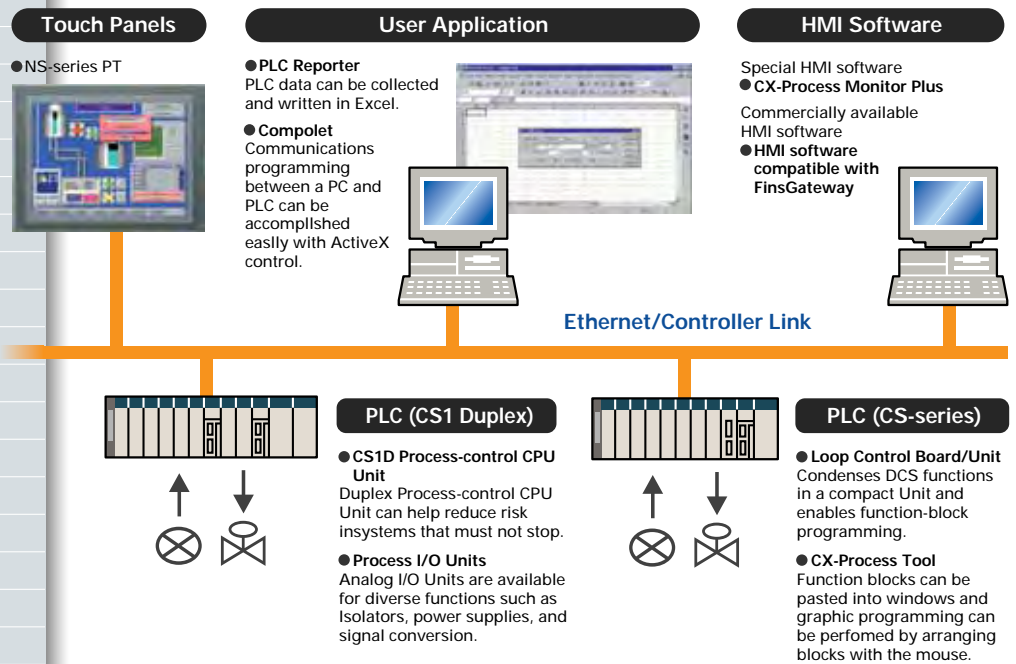 Touch Panels
●NS-series PT
User Application
●PLC Reporter
PLC data can be collected
and written in Excel.
●Compolet
Communications
programming
between a PC and
PLC can be
accomplIshed
easIly with ActiveX
control.
HMI Software
Special HMI software
●CX-Process Monitor Plus
Commercially available
HMI software
●HMI software
compatible with
FinsGateway
Ethernet/Controller Link
PLC (CS1 Duplex)
●CS1D Process-control CPU
Unit
Duplex Process-control CPU
Unit can help reduce risk
insystems that must not stop.
●Process I/O Units
Analog I/O Units are available
for diverse functions such as
Isolators, power supplies, and
signal conversion.
PLC (CS-series)
●Loop Control Board/Unit
Condenses DCS functions
in a compact Unit and
enables function-block
programming.
●CX-Process Tool
Function blocks can be
pasted into windows and
graphic programming can
be perfomed by arranging
blocks with the mouse.